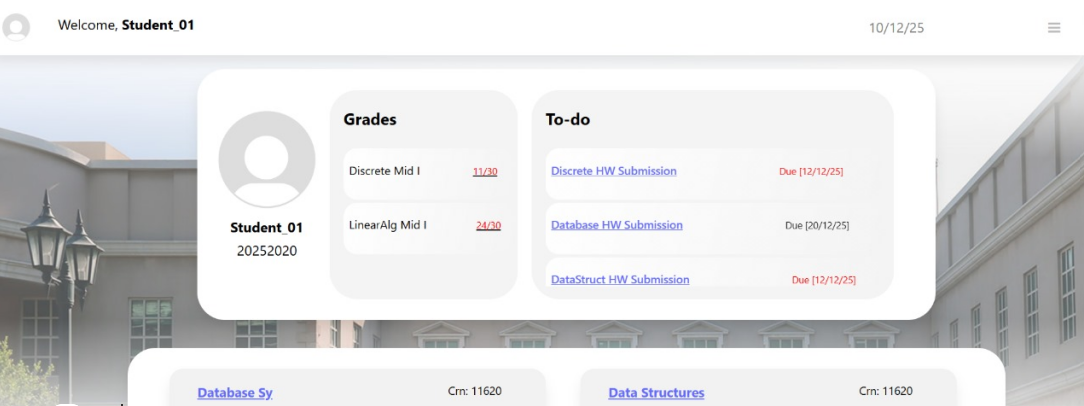 Welcome, Student_01
10/12/25
Grades
Discrete Mid I 11/30
LinearAlg Mid I 24/30
To-do
Discrete HW Submission Due [12/12/25]
Database HW Submission Due [20/12/25]
DataStruct HW Submission Due [12/12/25]
Student_01
20252020
Database Sy Crn: 11620
Data Structures Crn: 11620